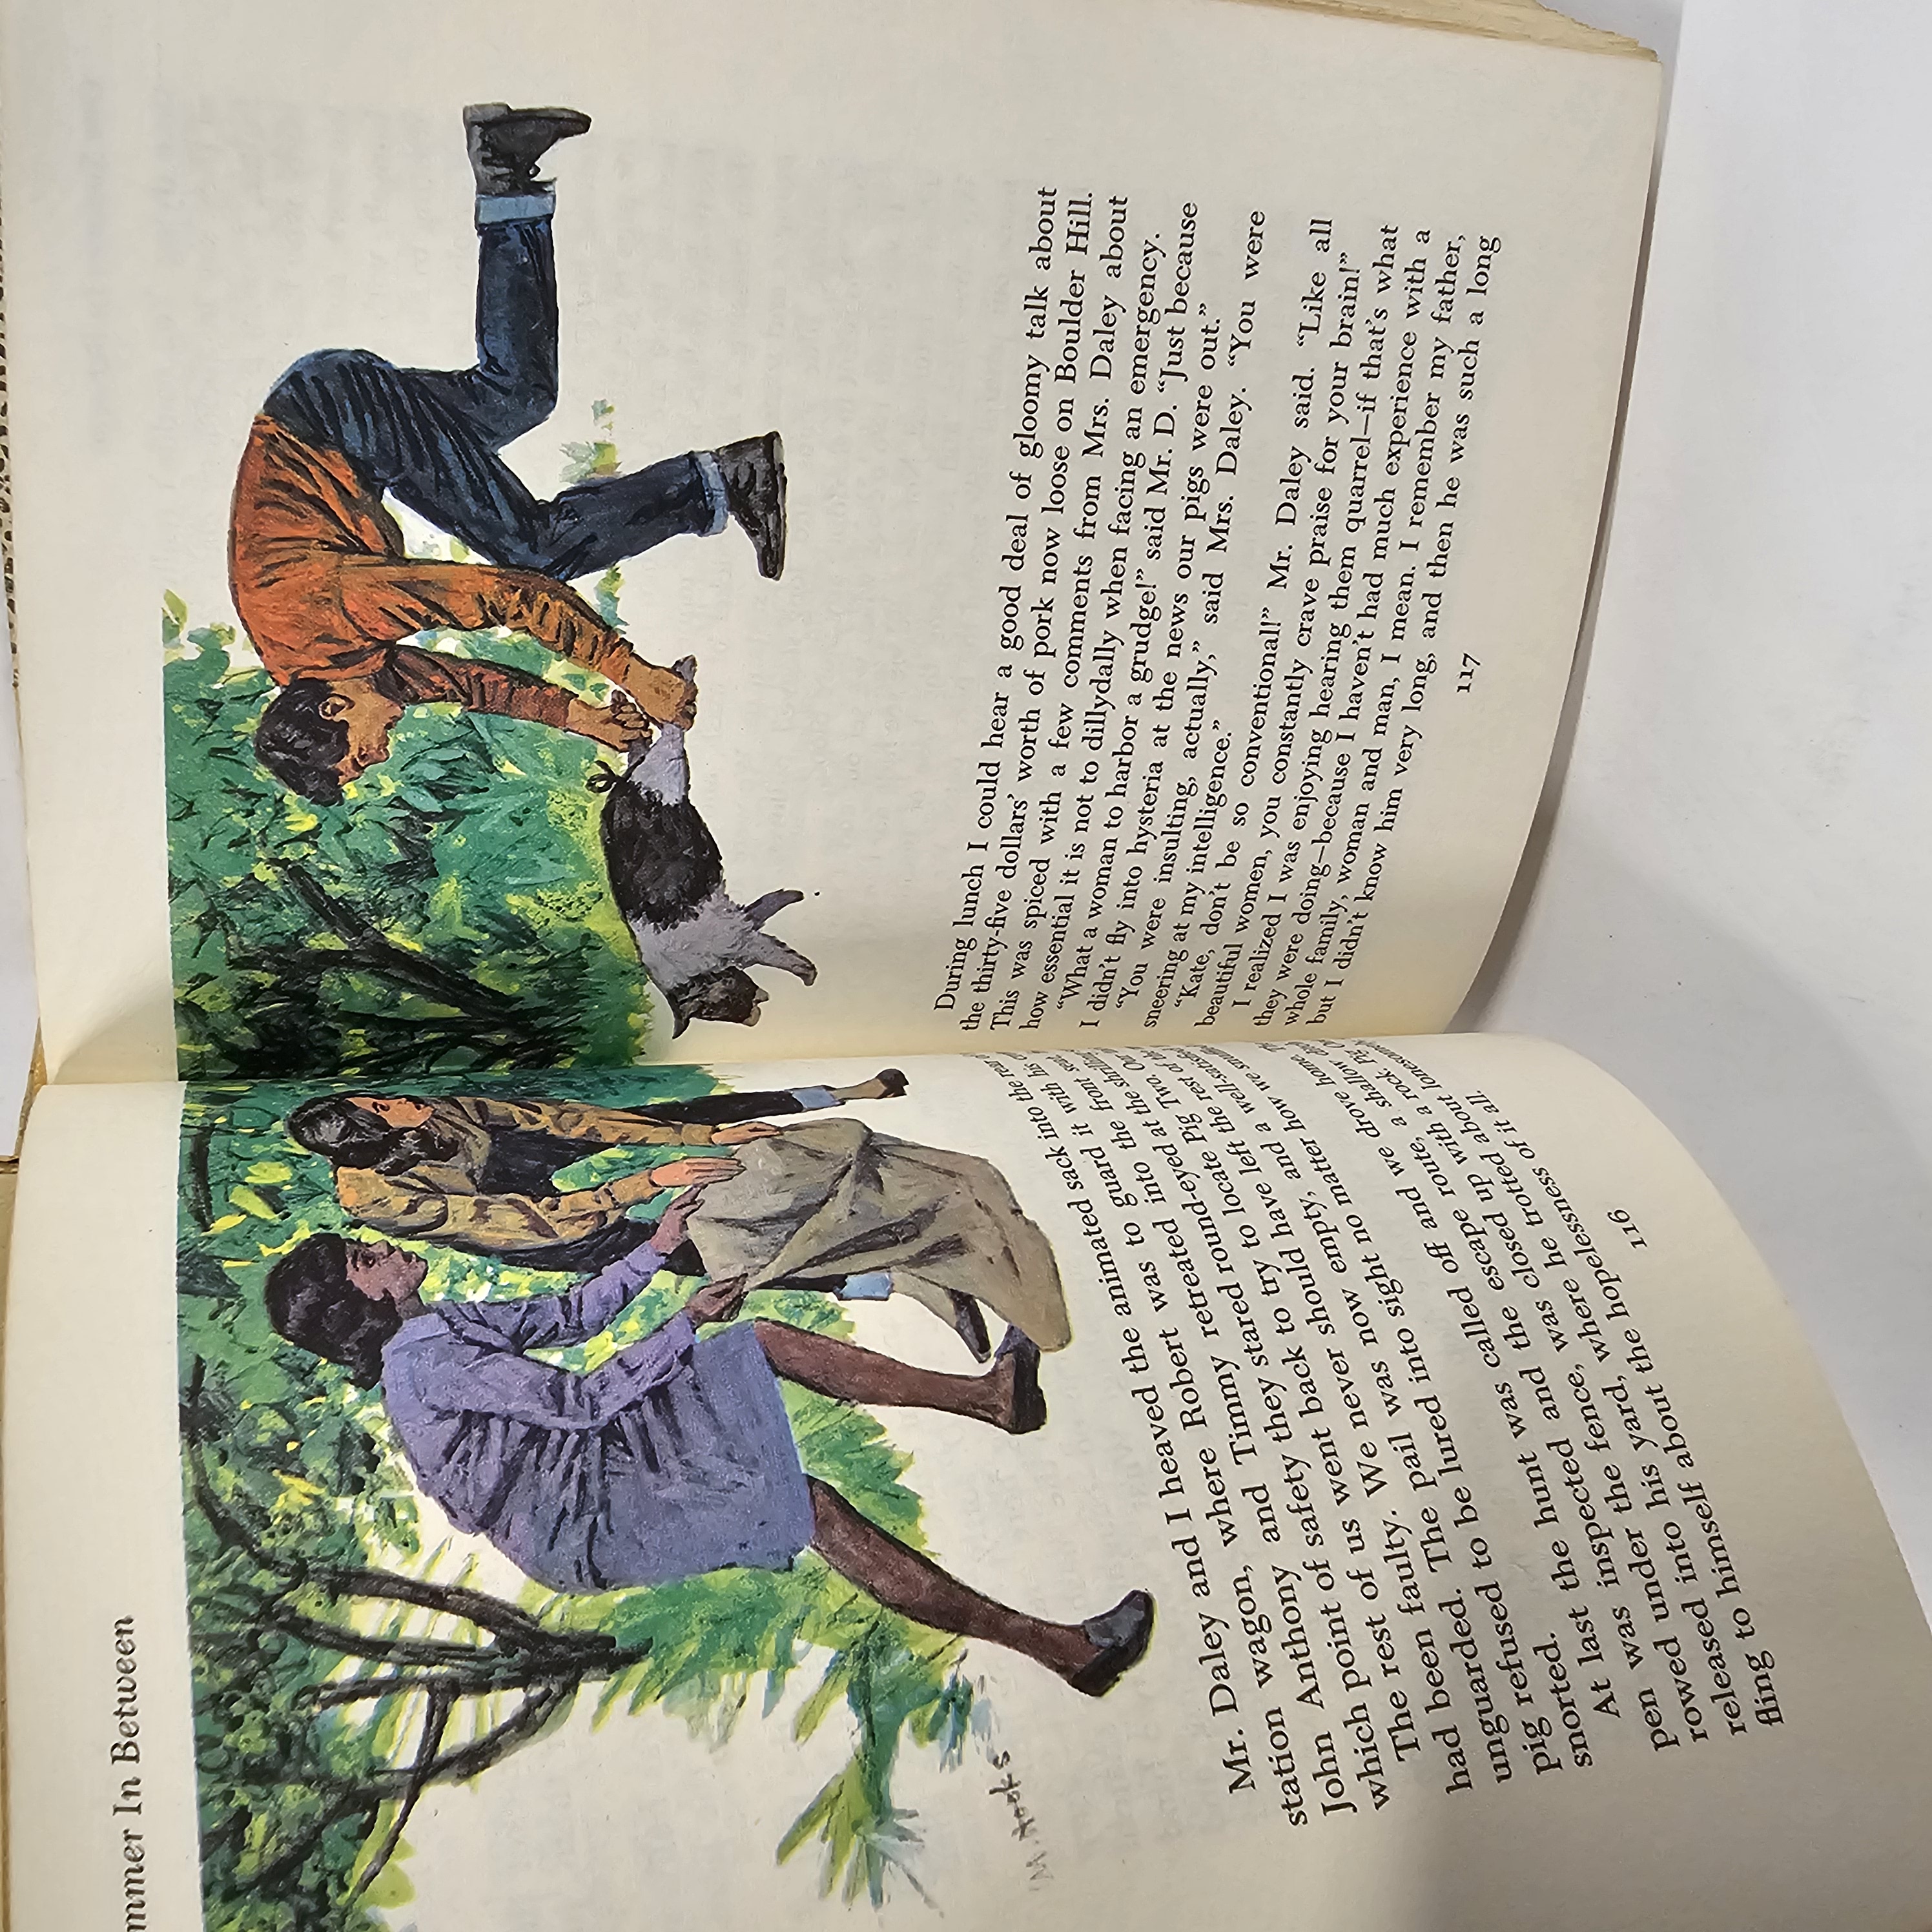 mmer In Between
M. Hooks
Mr. Daley and I heaved the animated sack into the rear
station wagon, where Robert was to guard it with his
John Anthony and Timmy retreated into the front seat,
which point of safety they stared round-eyed at the shrilling
The rest of us went back to try to locate Pig Two. Our
had been faulty. We never should have left the rest of the
unguarded. The pail was now empty, and a well-satisfied
pig refused to be lured into sight no matter how we snuffled
snorted.
At last the hunt was called off and we drove home.
pen was inspected and the escape route, a shallow
rowed under the fence, was closed up with a rock. Pig
released into his yard, where he trotted about
fling to himself about the hopelessness of it all.
116
During lunch I could hear a good deal of gloomy talk about
the thirty-five dollars' worth of pork now loose on Boulder Hill.
This was spiced with a few comments from Mrs. Daley about
how essential it is not to dillydally when facing an emergency.
“What a woman to harbor a grudge!” said Mr. D. “Just because
I didn't fly into hysteria at the news our pigs were out.”
“You were insulting, actually,” said Mrs. Daley. “You were
sneering at my intelligence.”
“Kate, don't be so conventional!” Mr. Daley said. “Like all
beautiful women, you constantly crave praise for your brain!”
I realized I was enjoying hearing them quarrel—if that's what
they were doing—because I haven't had much experience with a
whole family, woman and man, I mean. I remember my father,
but I didn't know him very long, and then he was such a long
117